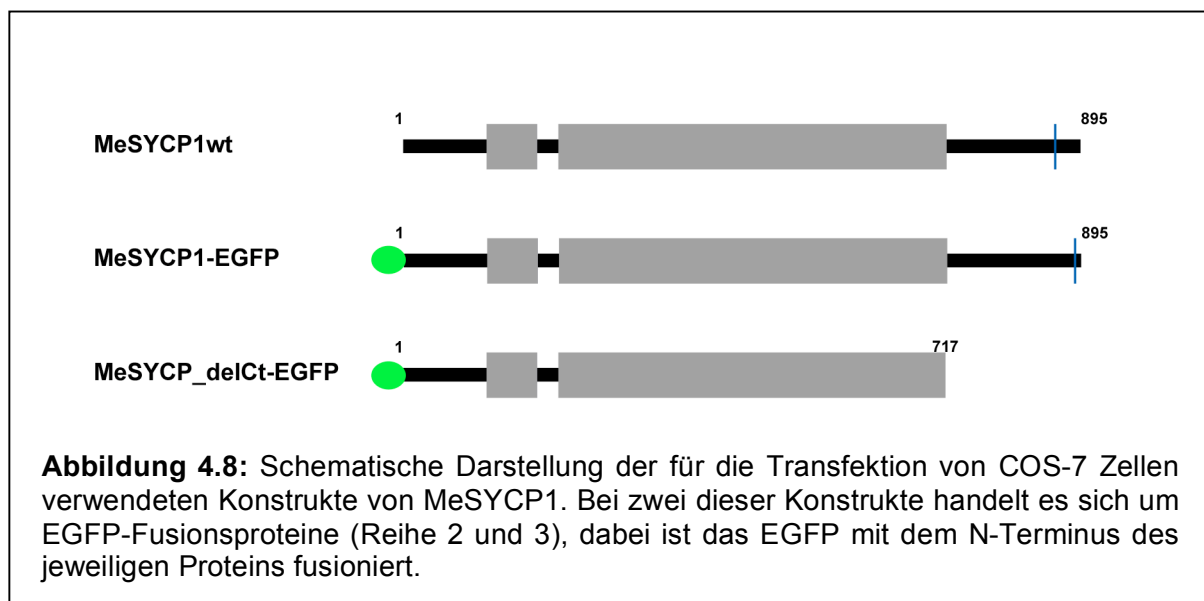 1 895
MeSYCP1wt
1 895
MeSYCP1-EGFP
1 717
MeSYCP_delCt-EGFP
Abbildung 4.8: Schematische Darstellung der für die Transfektion von COS-7 Zellen
verwendeten Konstrukte von MeSYCP1. Bei zwei dieser Konstrukte handelt es sich um
EGFP-Fusionsproteine (Reihe 2 und 3), dabei ist das EGFP mit dem N-Terminus des
jeweiligen Proteins fusioniert.